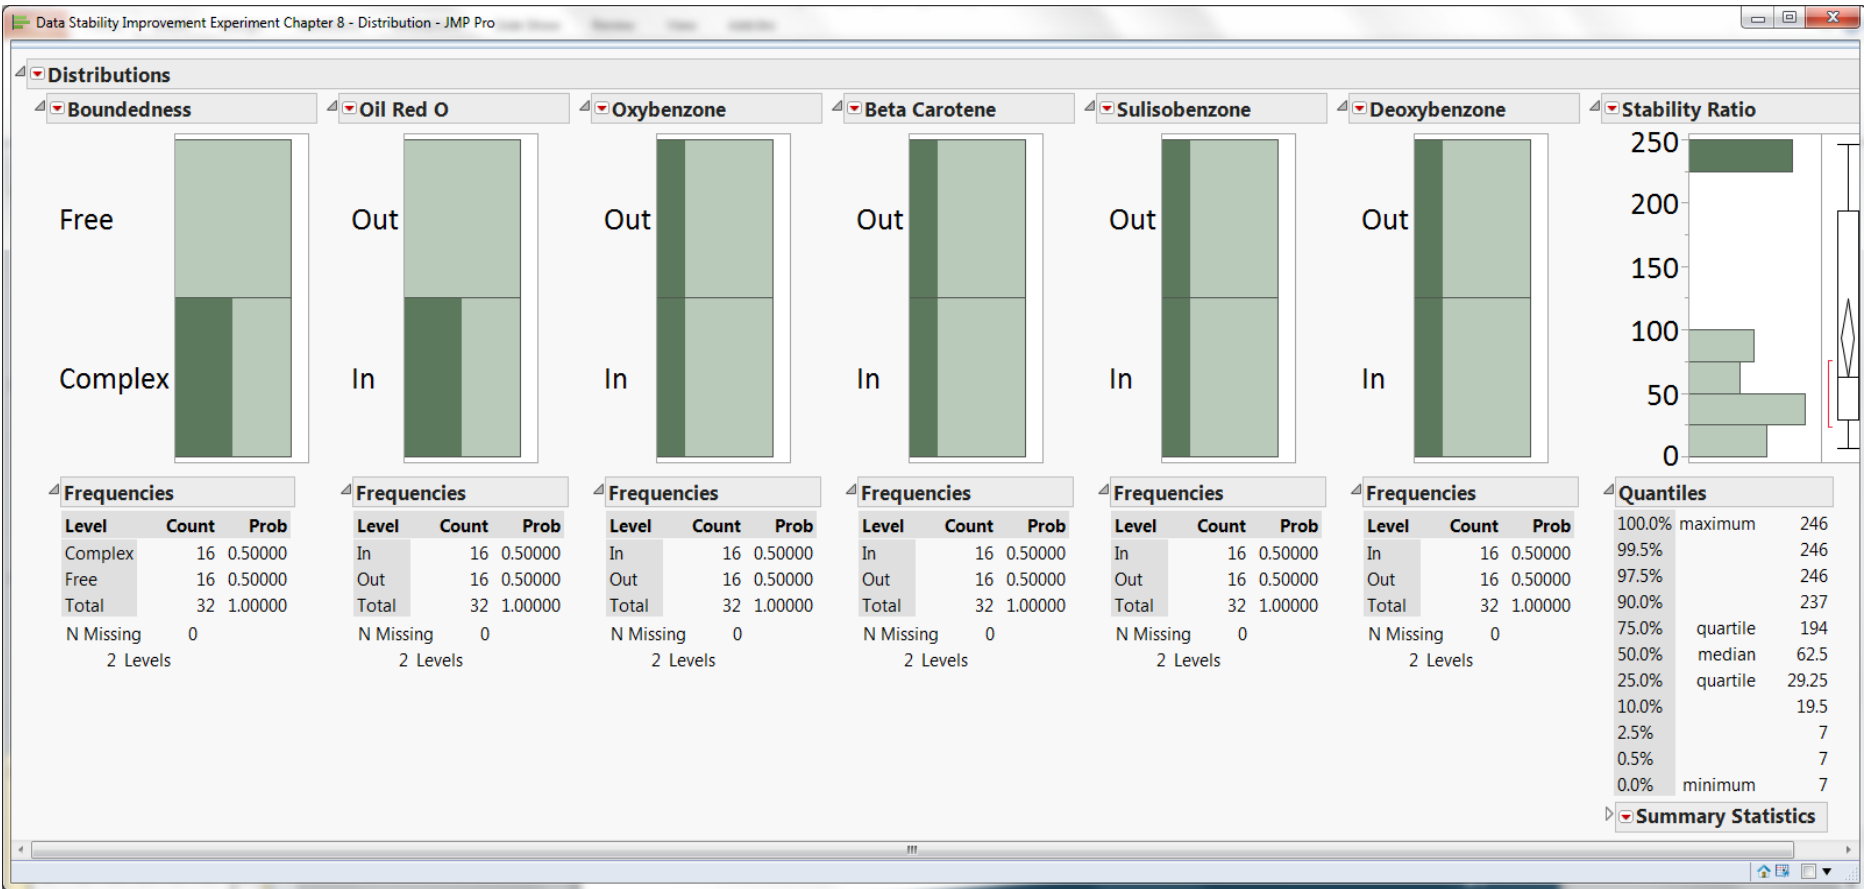 Data Stability Improvement Experiment Chapter 8 - Distribution - JMP Pro
Distributions
Boundedness
Free
Complex
Frequencies
Level Count Prob
Complex 16 0.50000
Free 16 0.50000
Total 32 1.00000
N Missing 0
2 Levels
Oil Red O
Out
In
Frequencies
Level Count Prob
In 16 0.50000
Out 16 0.50000
Total 32 1.00000
N Missing 0
2 Levels
Oxybenzone
Out
In
Frequencies
Level Count Prob
In 16 0.50000
Out 16 0.50000
Total 32 1.00000
N Missing 0
2 Levels
Beta Carotene
Out
In
Frequencies
Level Count Prob
In 16 0.50000
Out 16 0.50000
Total 32 1.00000
N Missing 0
2 Levels
Sulisobenzone
Out
In
Frequencies
Level Count Prob
In 16 0.50000
Out 16 0.50000
Total 32 1.00000
N Missing 0
2 Levels
Deoxybenzone
Out
In
Frequencies
Level Count Prob
In 16 0.50000
Out 16 0.50000
Total 32 1.00000
N Missing 0
2 Levels
Stability Ratio
250
200
150
100
50
0
Quantiles
100.0% maximum 246
99.5% 246
97.5% 246
90.0% 237
75.0% quartile 194
50.0% median 62.5
25.0% quartile 29.25
10.0% 19.5
2.5% 7
0.5% 7
0.0% minimum 7
Summary Statistics